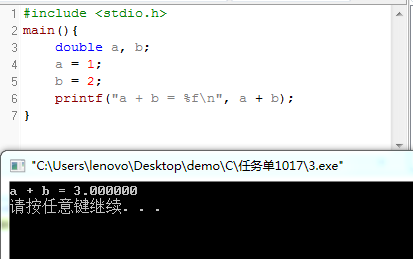 1 #include <stdio.h>
2 main(){
3 double a, b;
4 a = 1;
5 b = 2;
6 printf("a + b = %f\n", a + b);
7 }
"C:\Users\lenovo\Desktop\demo\C\任务单1017\3.exe"
a + b = 3.000000
请按任意键继续. . .